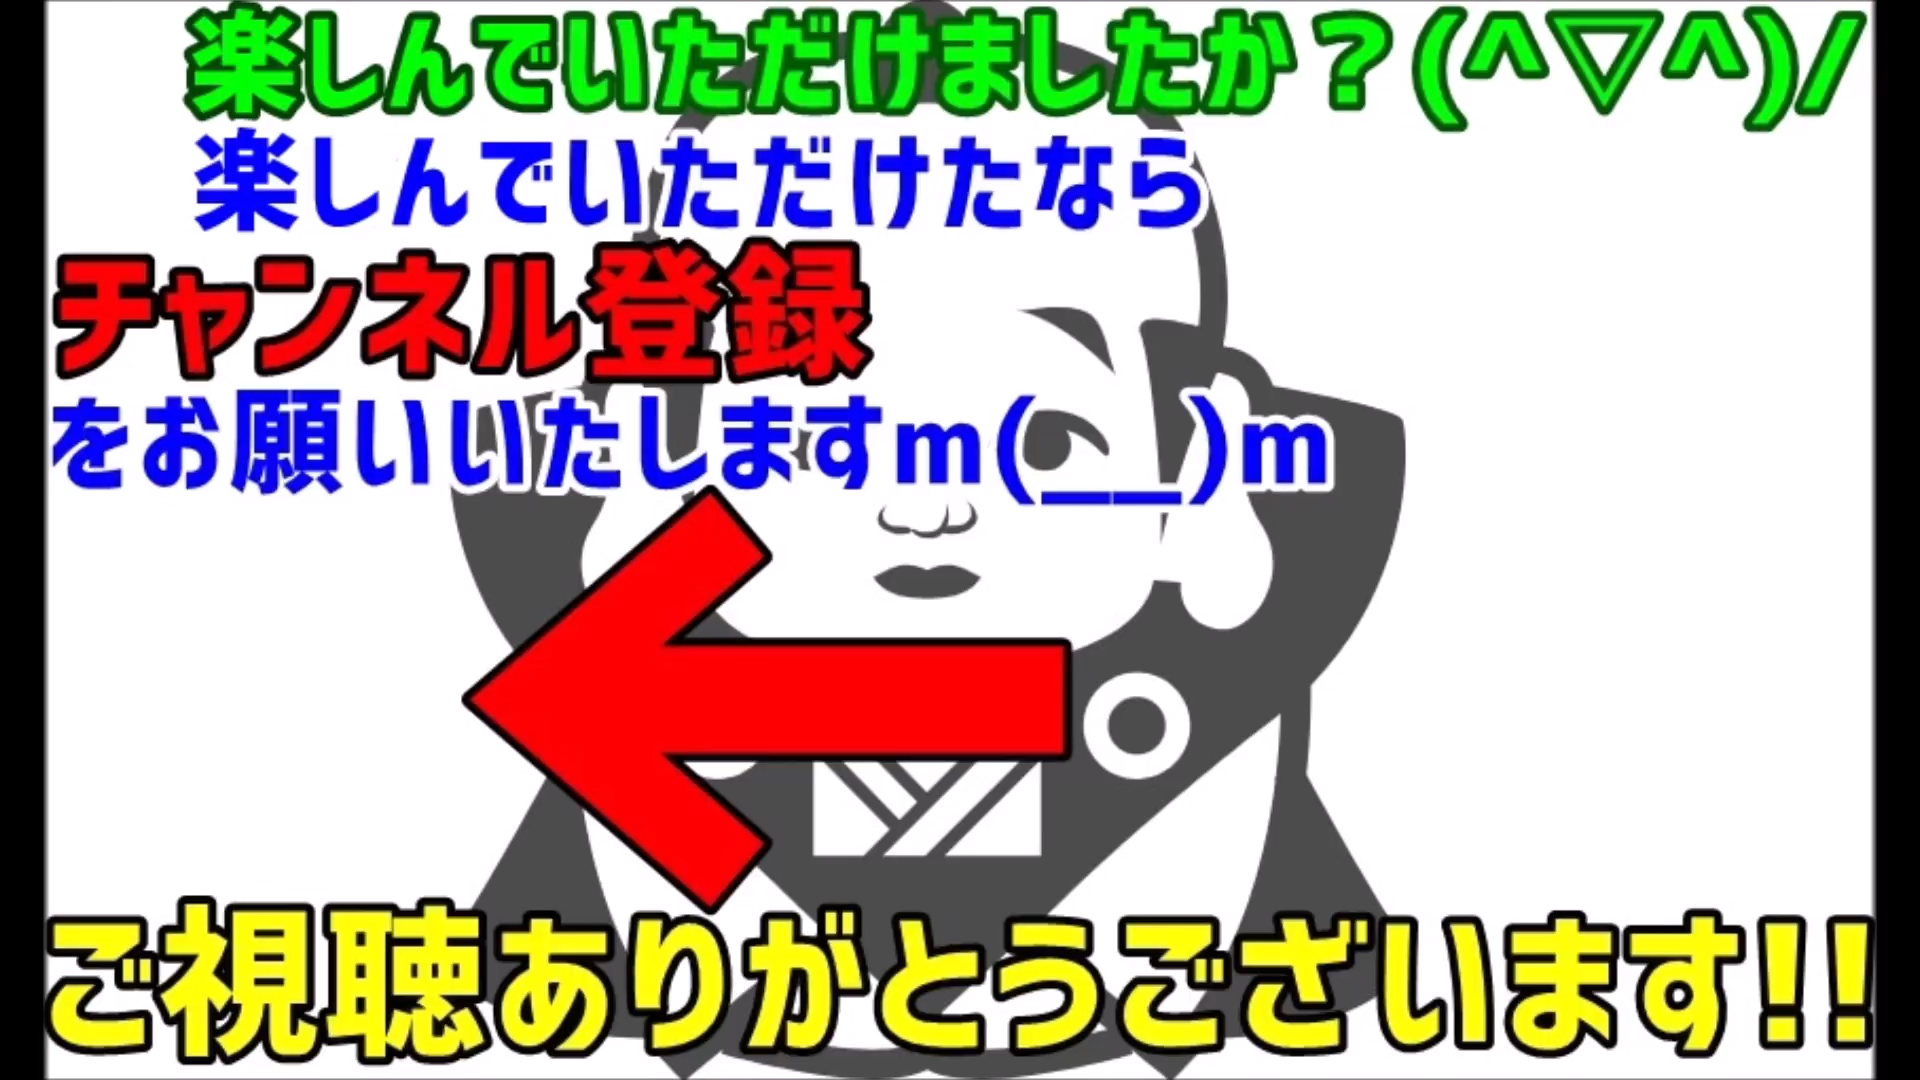 楽しんでいただけましたか？(^▽^)/
楽しんでいただけたなら
チャンネル登録
をお願いいたしますm(__)m
ご視聴ありがとうございます!!